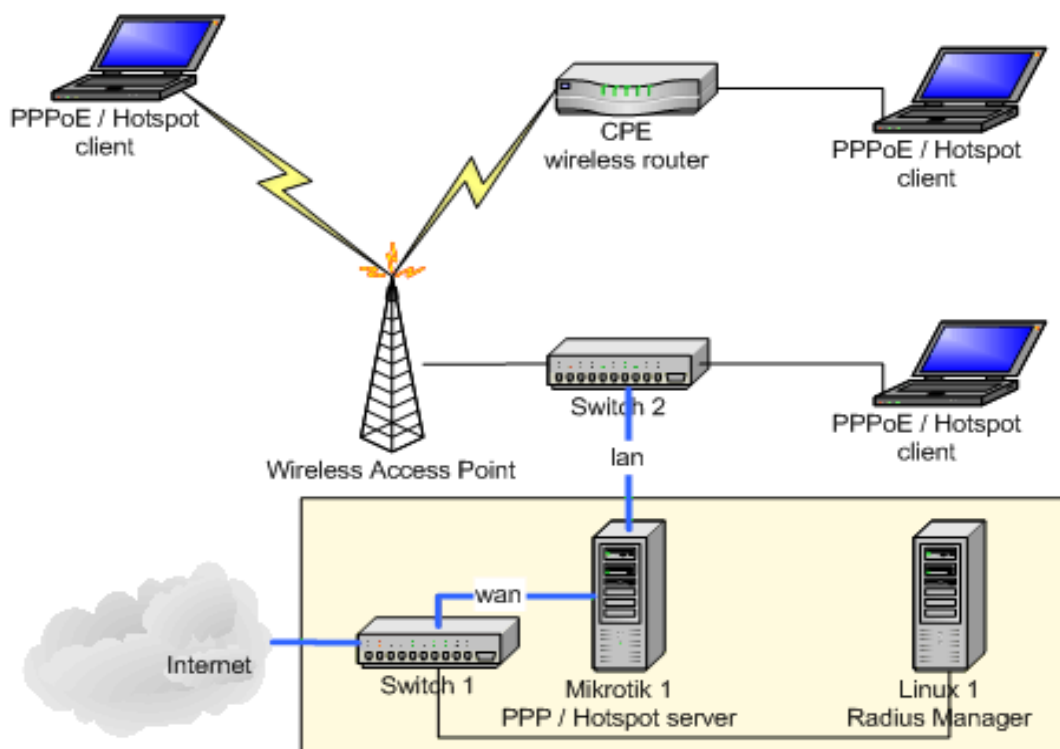 PPPoE / Hotspot
client
CPE
wireless router
PPPoE / Hotspot
client
Switch 2
PPPoE / Hotspot
client
Wireless Access Point
lan
wan
Internet
Switch 1
Mikrotik 1
PPP / Hotspot server
Linux 1
Radius Manager